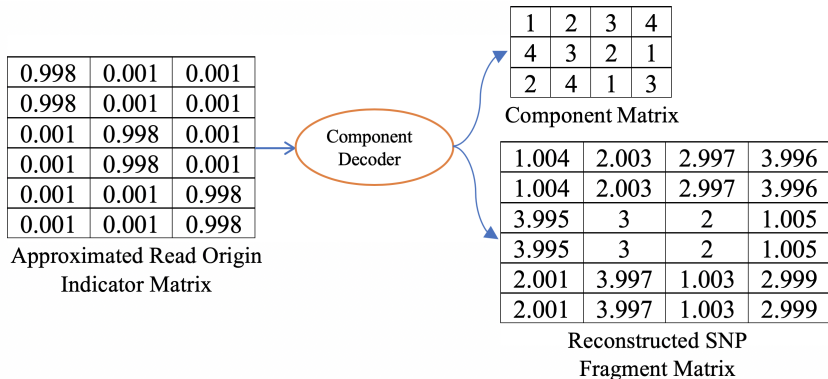 0.998 0.001 0.001
0.998 0.001 0.001
0.001 0.998 0.001
0.001 0.998 0.001
0.001 0.001 0.998
0.001 0.001 0.998
Approximated Read Origin
Indicator Matrix
Component
Decoder
1 2 3 4
4 3 2 1
2 4 1 3
Component Matrix
1.004 2.003 2.997 3.996
1.004 2.003 2.997 3.996
3.995 3 2 1.005
3.995 3 2 1.005
2.001 3.997 1.003 2.999
2.001 3.997 1.003 2.999
Reconstructed SNP
Fragment Matrix